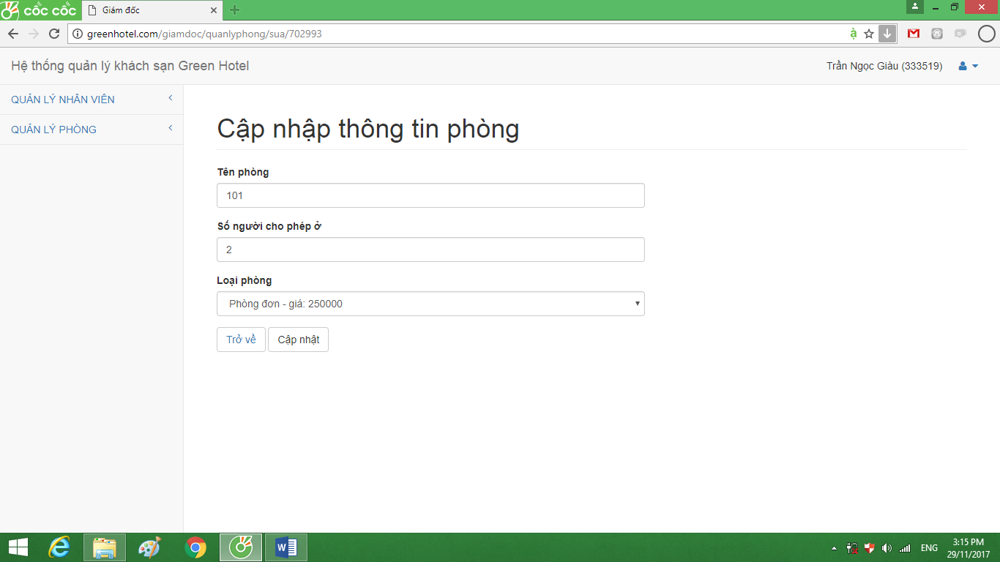 cốc cốc
Giám đốc
greenhotel.com/giamdoc/quanlyphong/sua/702993
ạ
Hệ thống quản lý khách sạn Green Hotel
Trần Ngọc Giàu (333519)
QUẢN LÝ NHÂN VIÊN
QUẢN LÝ PHÒNG
Cập nhập thông tin phòng
Tên phòng
101
Số người cho phép ở
2
Loại phòng
Phòng đơn - giá: 250000
Trở về
Cập nhật
ENG
3:15 PM
29/11/2017